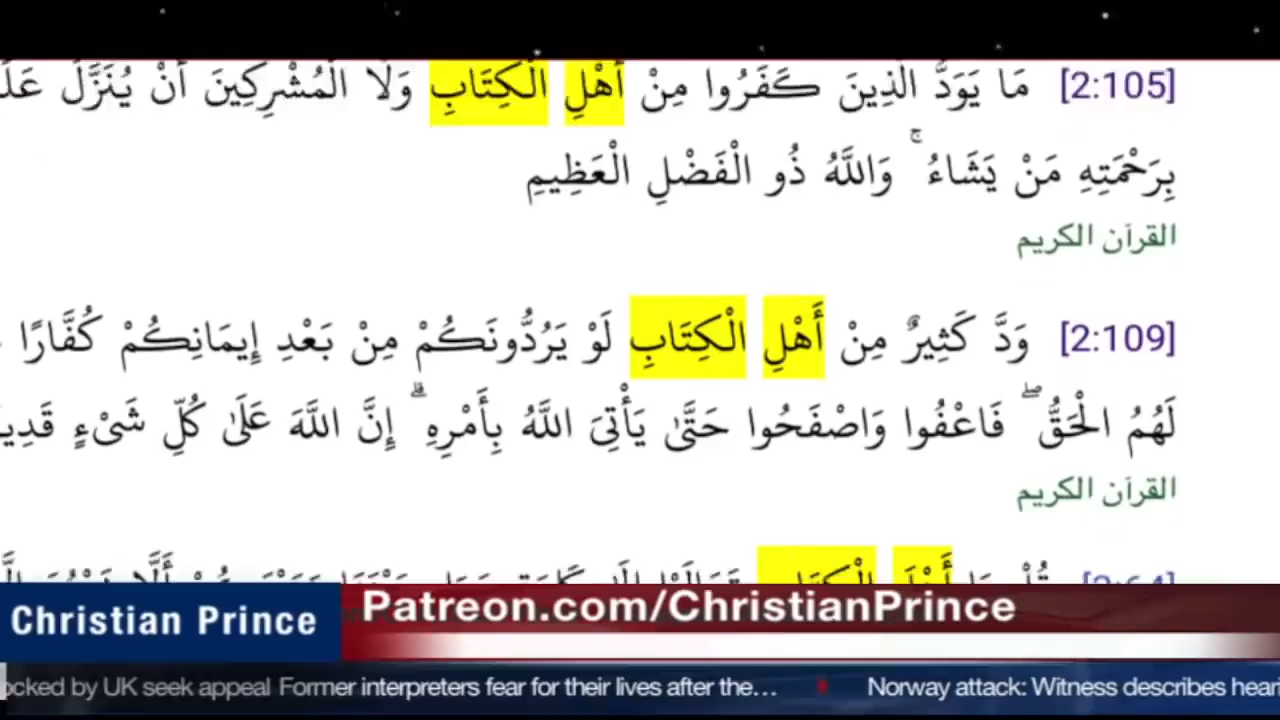 [2:105] مَا يَوَدُّ الَّذِينَ كَفَرُوا مِنْ أَهْلِ الْكِتَابِ وَلَا الْمُشْرِكِينَ أَنْ يُنَزَّلَ
بِرَحْمَتِهِ مَنْ يَشَاءُ ۚ وَاللَّهُ ذُو الْفَضْلِ الْعَظِيمِ
القرآن الكريم
[2:109] وَدَّ كَثِيرٌ مِنْ أَهْلِ الْكِتَابِ لَوْ يَرُدُّونَكُمْ مِنْ بَعْدِ إِيمَانِكُمْ كُفَّارًا
لَهُمُ الْحَقُّ ۖ فَاعْفُوا وَاصْفَحُوا حَتَّىٰ يَأْتِيَ اللَّهُ بِأَمْرِهِ ۗ إِنَّ اللَّهَ عَلَىٰ كُلِّ شَيْءٍ
القرآن الكريم
Christian Prince
Patreon.com/ChristianPrince
ocked by UK seek appeal Former interpreters fear for their lives after the… Norway attack: Witness describes heari